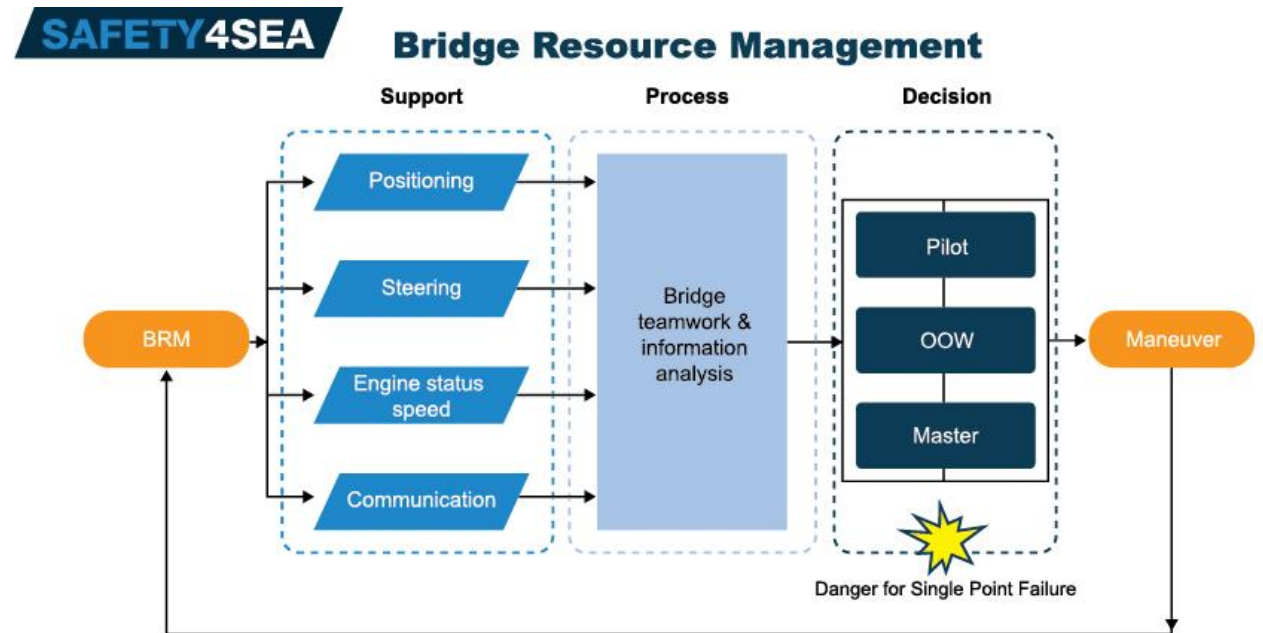 SAFETY4SEA
Bridge Resource Management
Support
Process
Decision
Positioning
Steering
BRM
Engine status
speed
Communication
Bridge
teamwork &
information
analysis
Pilot
OOW
Master
Maneuver
Danger for Single Point Failure